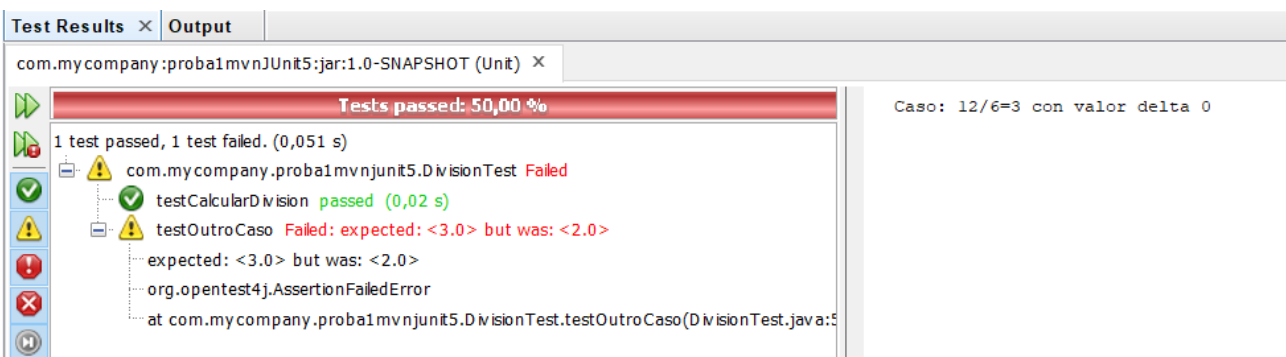 Test Results × Output
com.mycompany:proba1mvnJUnit5:jar:1.0-SNAPSHOT (Unit) ×
Tests passed: 50,00 %
1 test passed, 1 test failed. (0,051 s)
com.mycompany.proba1mvnjunit5.DivisionTest Failed
testCalcularDivision passed (0,02 s)
testOutroCaso Failed: expected: <3.0> but was: <2.0>
expected: <3.0> but was: <2.0>
org.opentest4j.AssertionFailedError
at com.mycompany.proba1mvnjunit5.DivisionTest.testOutroCaso(DivisionTest.java:5
Caso: 12/6=3 con valor delta 0